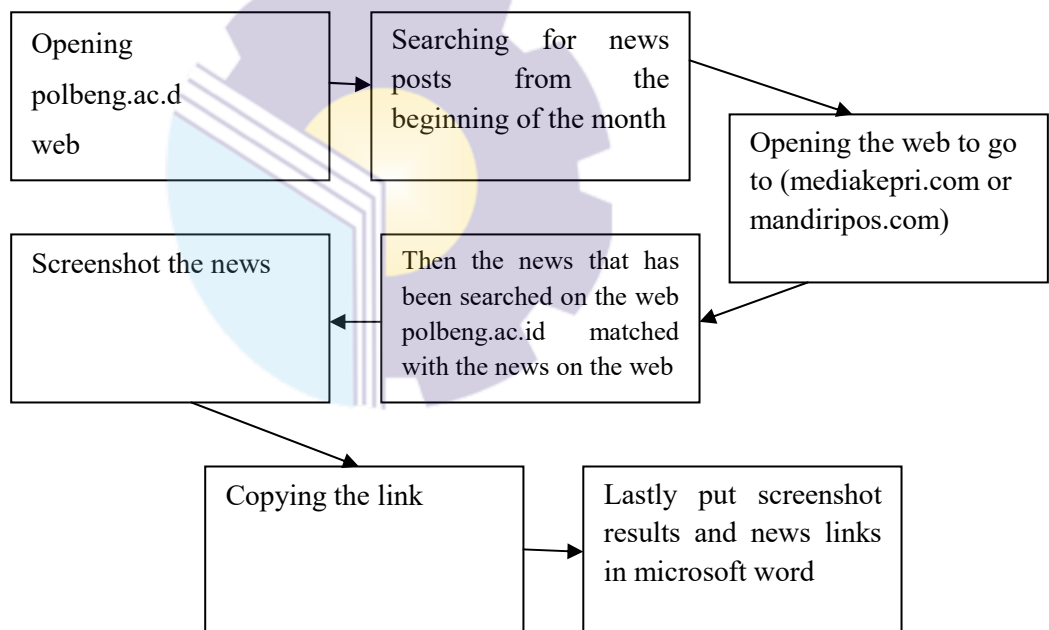 Opening
polbeng.ac.d
web
Searching for news
posts from the
beginning of the month
Opening the web to go
to (mediakepri.com or
mandiripos.com)
Then the news that has
been searched on the web
polbeng.ac.id matched
with the news on the web
Screenshot the news
Copying the link
Lastly put screenshot
results and news links
in microsoft word